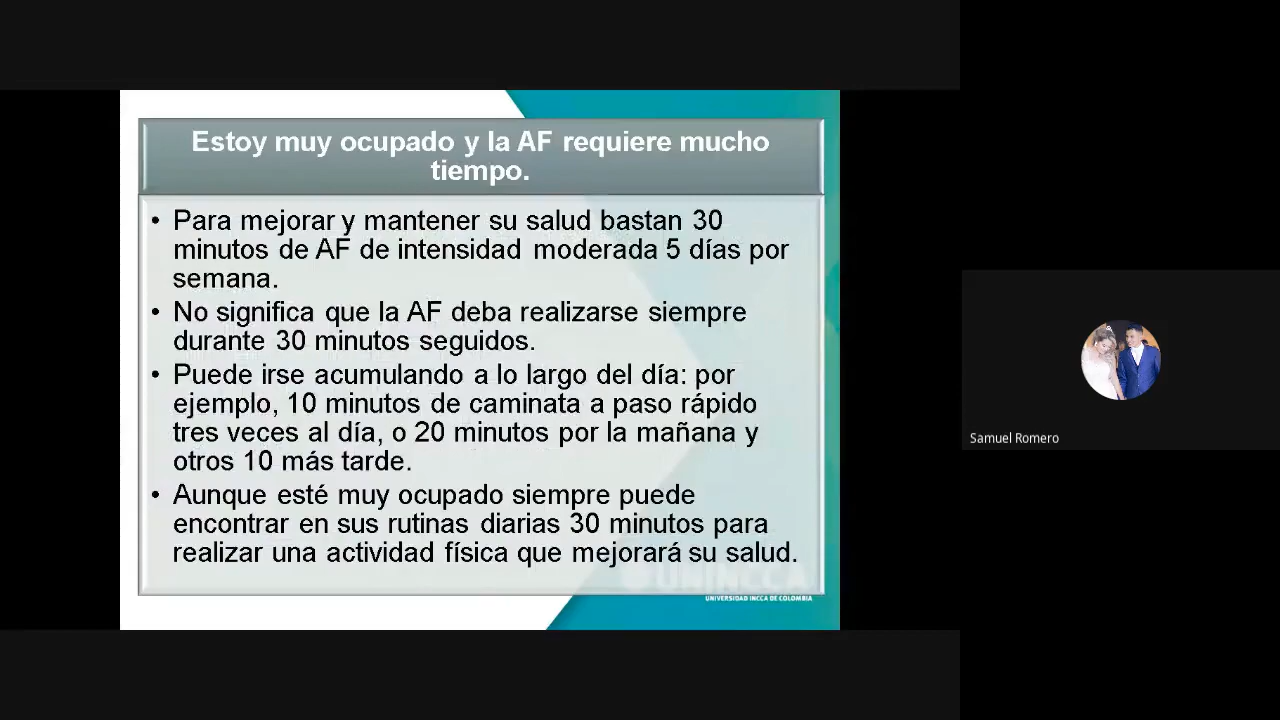 Estoy muy ocupado y la AF requiere mucho
tiempo.
• Para mejorar y mantener su salud bastan 30
minutos de AF de intensidad moderada 5 días por
semana.
• No significa que la AF deba realizarse siempre
durante 30 minutos seguidos.
• Puede irse acumulando a lo largo del día: por
ejemplo, 10 minutos de caminata a paso rápido
tres veces al día, o 20 minutos por la mañana y
otros 10 más tarde.
• Aunque esté muy ocupado siempre puede
encontrar en sus rutinas diarias 30 minutos para
realizar una actividad física que mejorará su salud.
UNINCCA
UNIVERSIDAD INCCA DE COLOMBIA
Samuel Romero